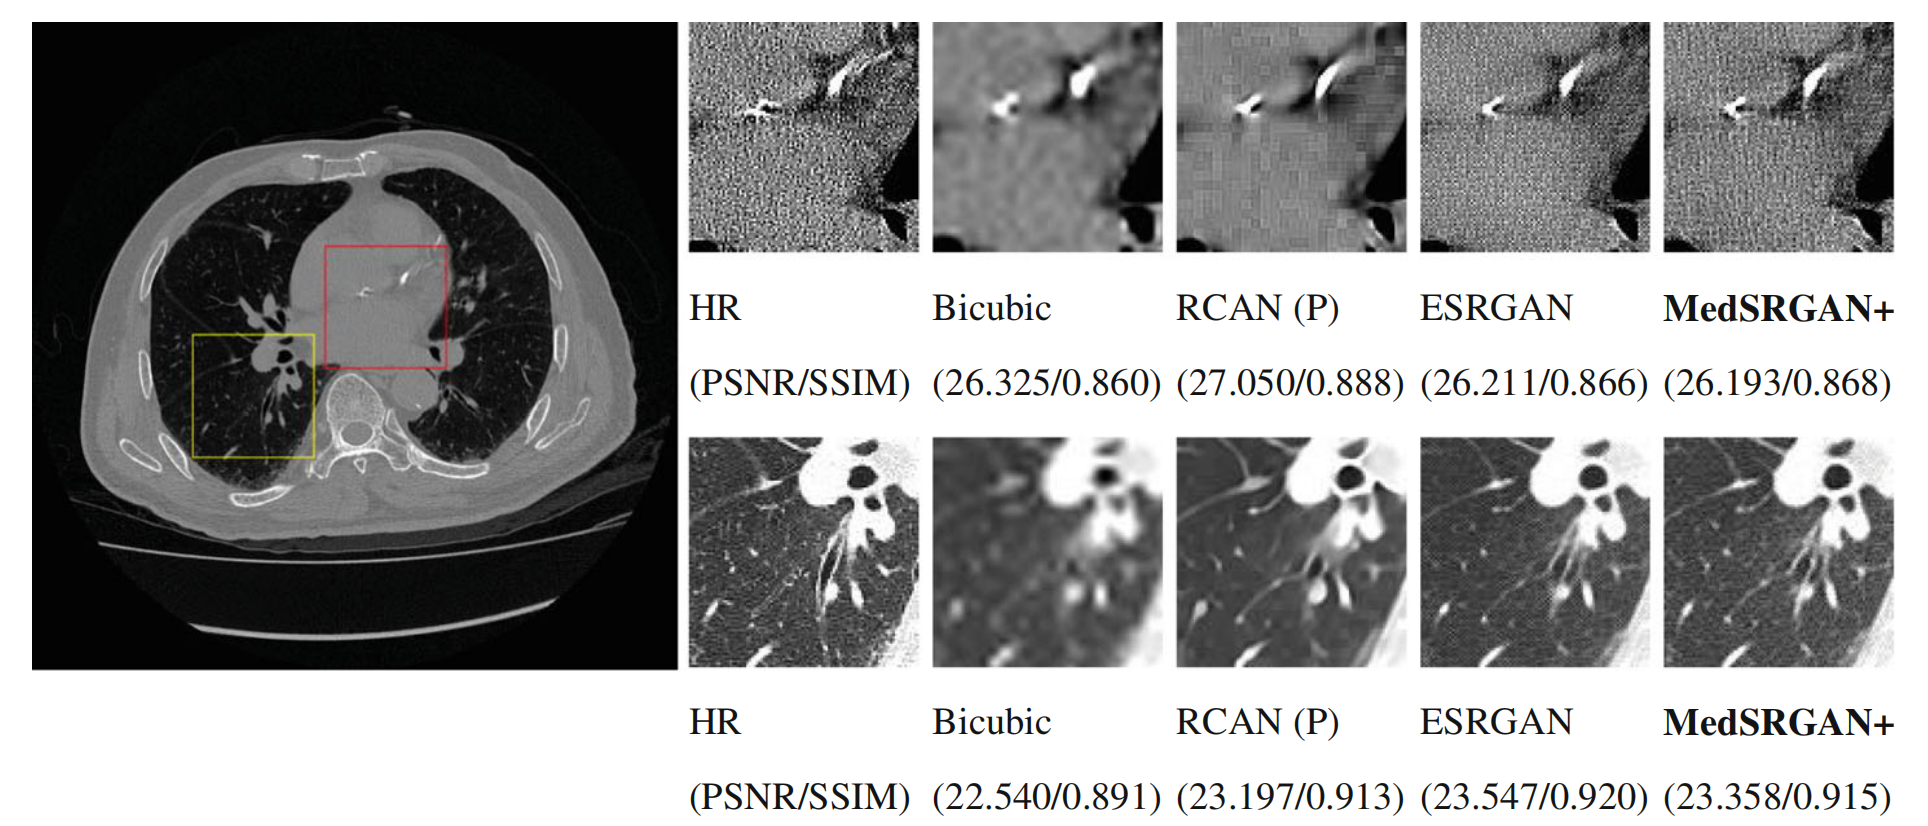 HR Bicubic RCAN (P) ESRGAN MedSRGAN+
(PSNR/SSIM) (26.325/0.860) (27.050/0.888) (26.211/0.866) (26.193/0.868)
HR Bicubic RCAN (P) ESRGAN MedSRGAN+
(PSNR/SSIM) (22.540/0.891) (23.197/0.913) (23.547/0.920) (23.358/0.915)